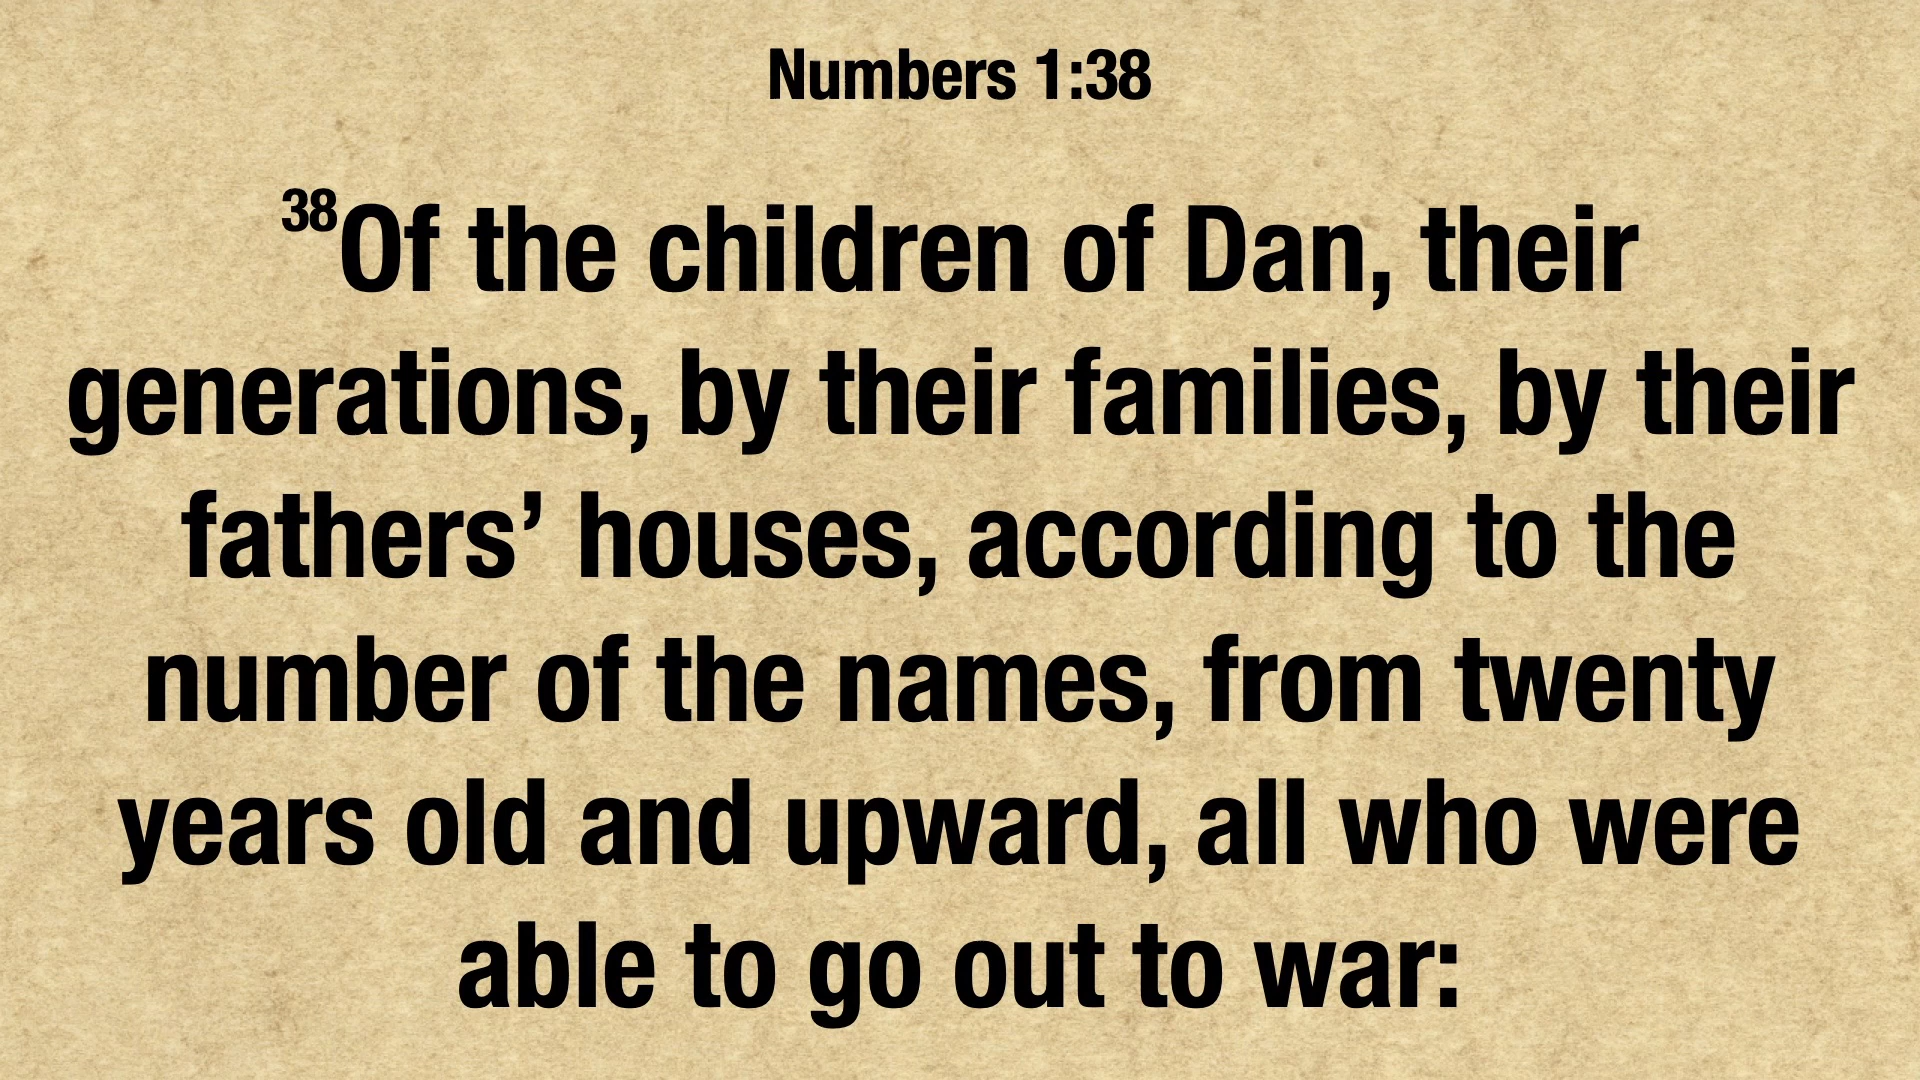 Numbers 1:38
38Of the children of Dan, their
generations, by their families, by their
fathers’ houses, according to the
number of the names, from twenty
years old and upward, all who were
able to go out to war: